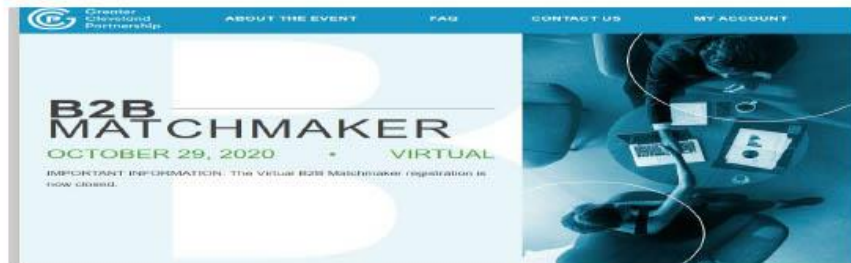 Greater
Cleveland
Partnership
ABOUT THE EVENT
FAQ
CONTACT US
MY ACCOUNT
B2B
MATCHMAKER
OCTOBER 29, 2020 • VIRTUAL
IMPORTANT INFORMATION: The Virtual B2B Matchmaker registration is
now closed.